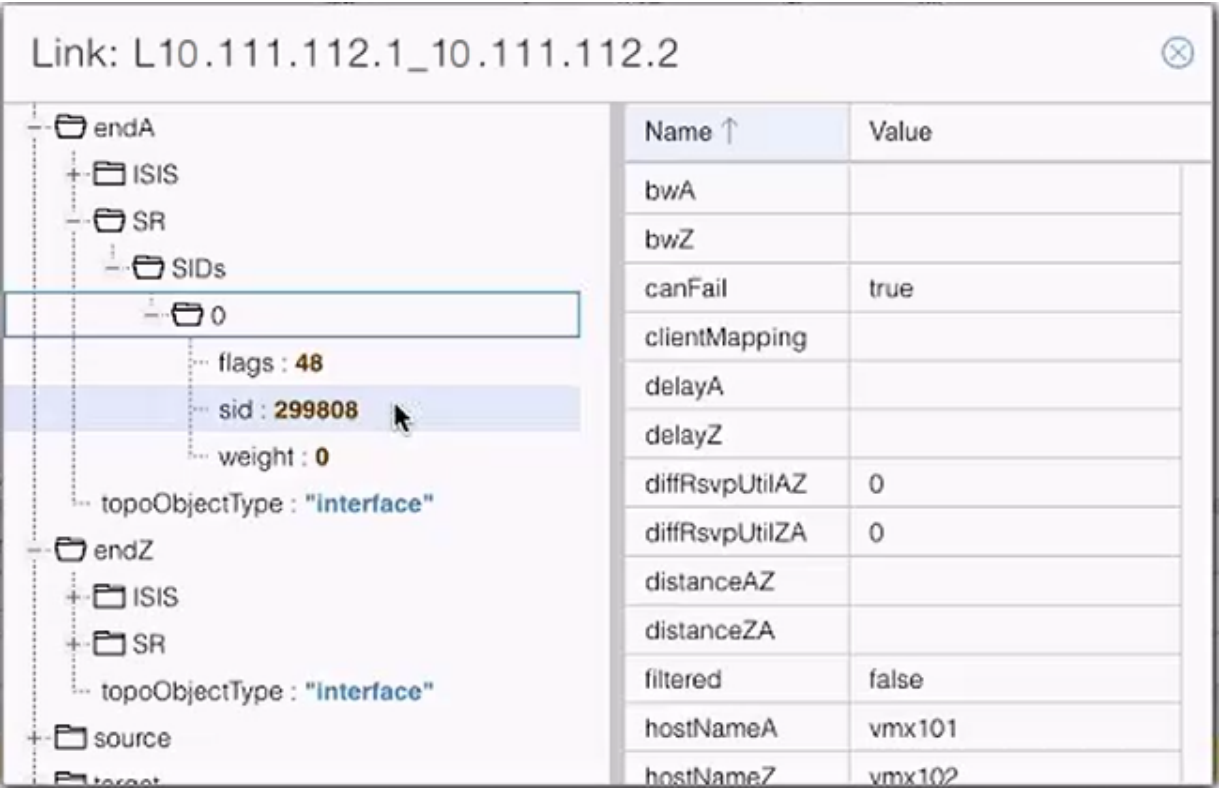 Link: L10.111.112.1_10.111.112.2
endA
ISIS
SR
SIDs
0
flags : 48
sid : 299808
weight : 0
topoObjectType : "interface"
endZ
ISIS
SR
topoObjectType : "interface"
source
target
Name ↑ Value
bwA
bwZ
canFail true
clientMapping
delayA
delayZ
diffRsvpUtilAZ 0
diffRsvpUtilZA 0
distanceAZ
distanceZA
filtered false
hostNameA vmx101
hostNameZ vmx102